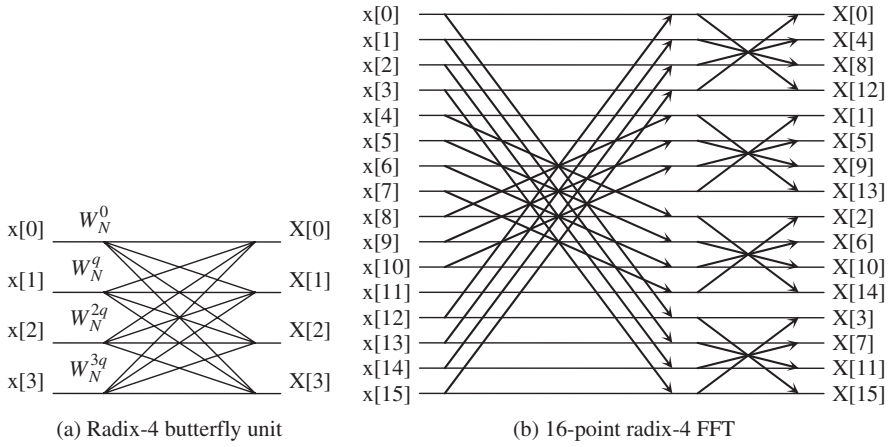 x[0]
x[1]
x[2]
x[3]
W_N^0
W_N^q
W_N^{2q}
W_N^{3q}
X[0]
X[1]
X[2]
X[3]
(a) Radix-4 butterfly unit
x[0]
x[1]
x[2]
x[3]
x[4]
x[5]
x[6]
x[7]
x[8]
x[9]
x[10]
x[11]
x[12]
x[13]
x[14]
x[15]
X[0]
X[4]
X[8]
X[12]
X[1]
X[5]
X[9]
X[13]
X[2]
X[6]
X[10]
X[14]
X[3]
X[7]
X[11]
X[15]
(b) 16-point radix-4 FFT